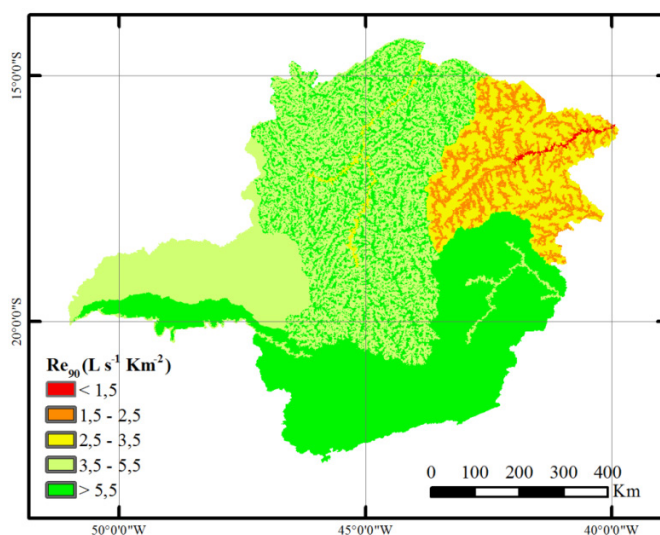 15°0'0"S
20°0'0"S
Re90 (L s-1 Km-2)
< 1,5
1,5 - 2,5
2,5 - 3,5
3,5 - 5,5
> 5,5
0 100 200 300 400
Km
50°0'0"W 45°0'0"W 40°0'0"W